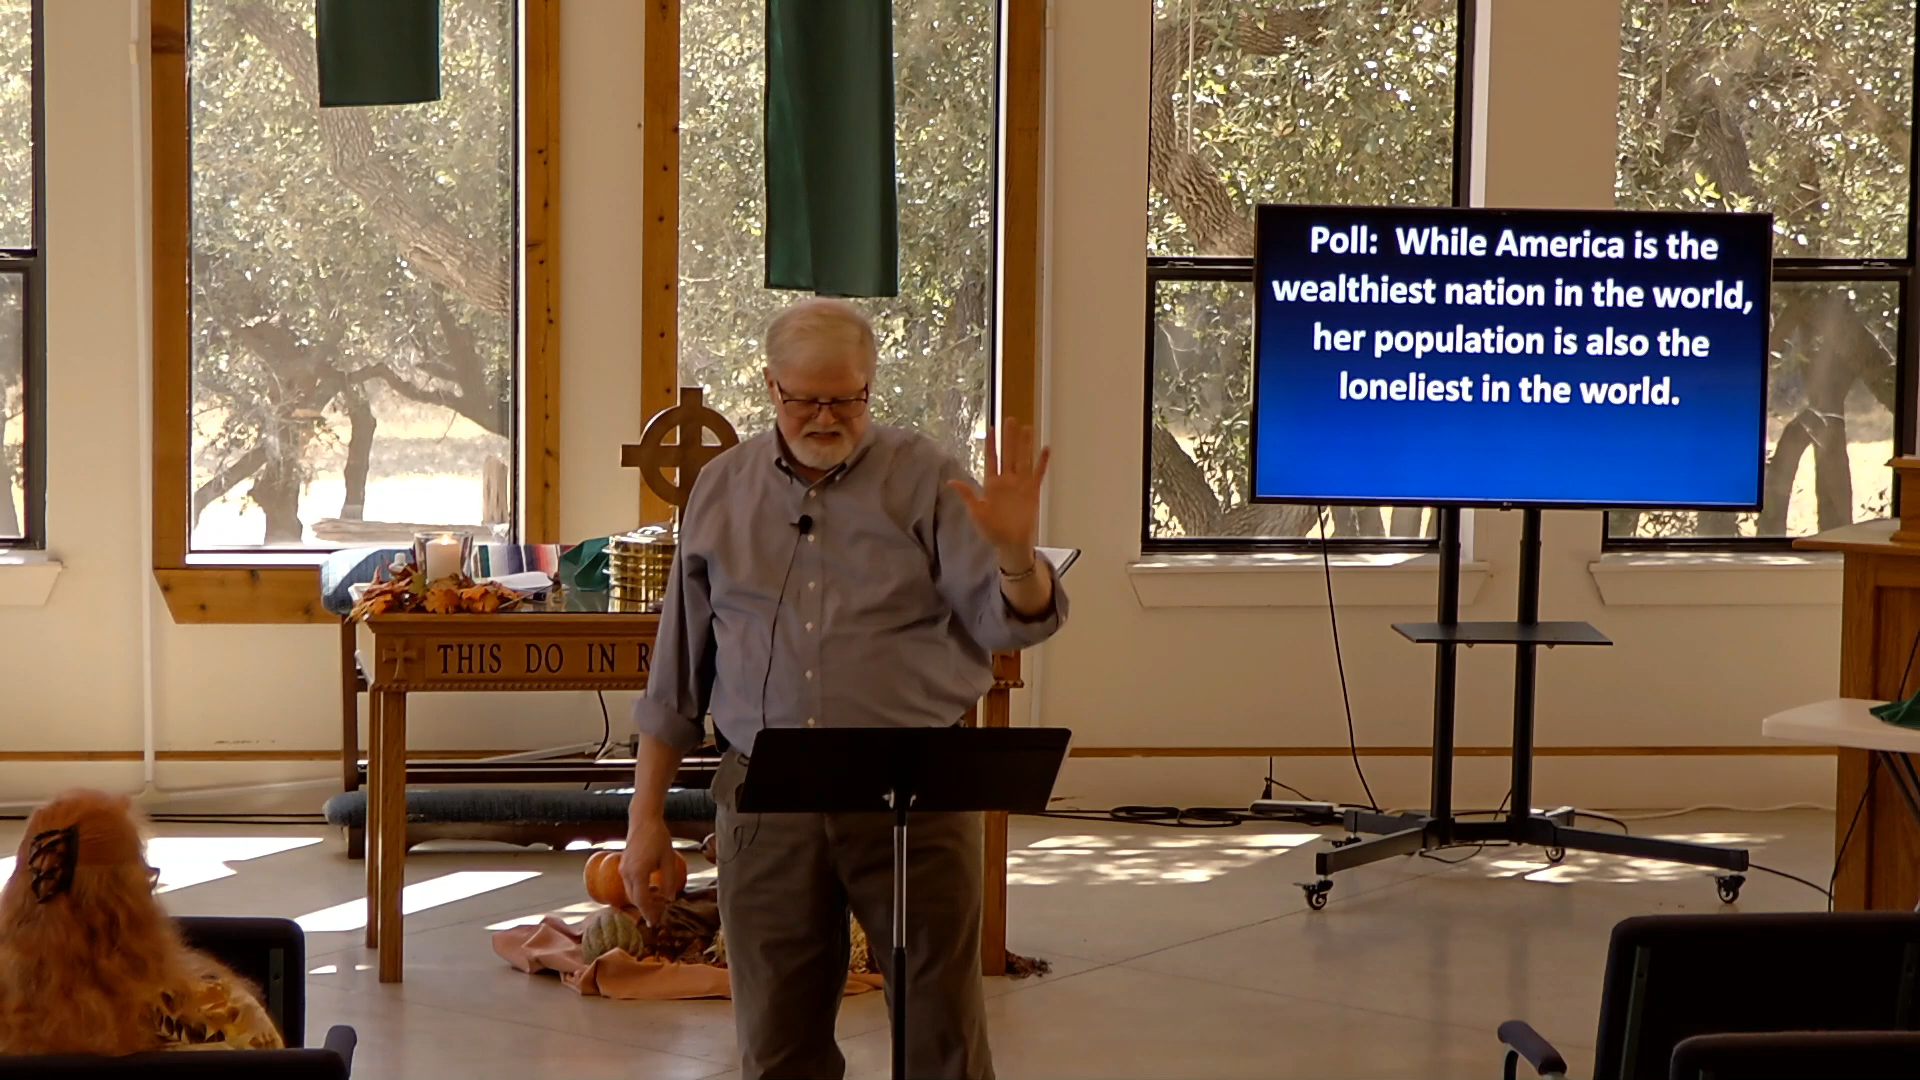 Poll:  While America is the
wealthiest nation in the world,
her population is also the
loneliest in the world.
THIS DO IN